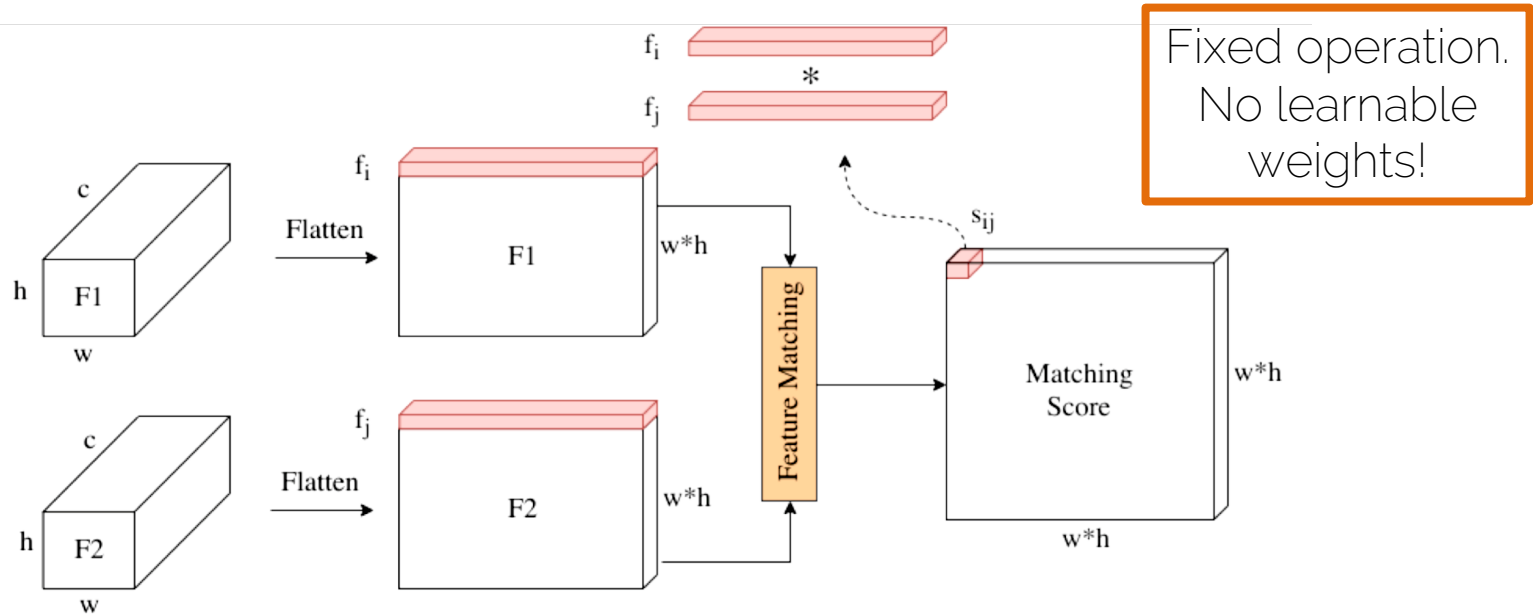 Fixed operation.
No learnable
weights!
f_i
*
f_j
c
h
F1
w
Flatten
f_i
F1
w*h
c
h
F2
w
Flatten
f_j
F2
w*h
Feature Matching
s_ij
Matching
Score
w*h
w*h